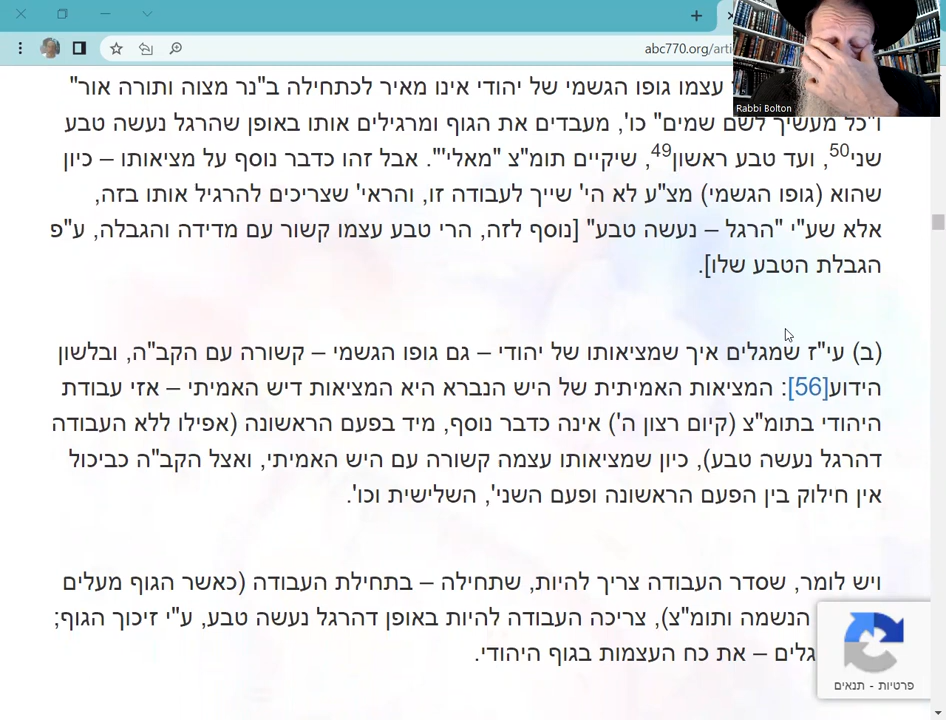 abc770.org/arti
Rabbi Bolton
עצמו גופו הגשמי של יהודי אינו מאיר לכתחילה ב"נר מצוה ותורה אור"
ו"כל מעשיך לשם שמים" כו', מעבדים את הגוף ומרגילים אותו באופן שהרגל נעשה טבע
שני50, ועד טבע ראשון49, שיקיים תומ"צ "מאלי'". אבל זהו כדבר נוסף על מציאותו – כיון
שהוא (גופו הגשמי) מצ"ע לא הי' שייך לעבודה זו, והראי' שצריכים להרגיל אותו בזה,
אלא שע"י "הרגל – נעשה טבע" [נוסף לזה, הרי טבע עצמו קשור עם מדידה והגבלה, ע"פ
הגבלת הטבע שלו].
(ב) עי"ז שמגלים איך שמציאותו של יהודי – גם גופו הגשמי – קשורה עם הקב"ה, ובלשון
הידוע[56]: המציאות האמיתית של היש הנברא היא המציאות דיש האמיתי – אזי עבודת
היהודי בתומ"צ (קיום רצון ה') אינה כדבר נוסף, מיד בפעם הראשונה (אפילו ללא העבודה
דהרגל נעשה טבע), כיון שמציאותו עצמה קשורה עם היש האמיתי, ואצל הקב"ה כביכול
אין חילוק בין הפעם הראשונה ופעם השני', השלישית וכו'.
ויש לומר, שסדר העבודה צריך להיות, שתחילה – בתחילת העבודה (כאשר הגוף מעלים
הנשמה ותומ"צ), צריכה העבודה להיות באופן דהרגל נעשה טבע, ע"י זיכוך הגוף;
גלים – את כח העצמות בגוף היהודי.
פרטיות - תנאים